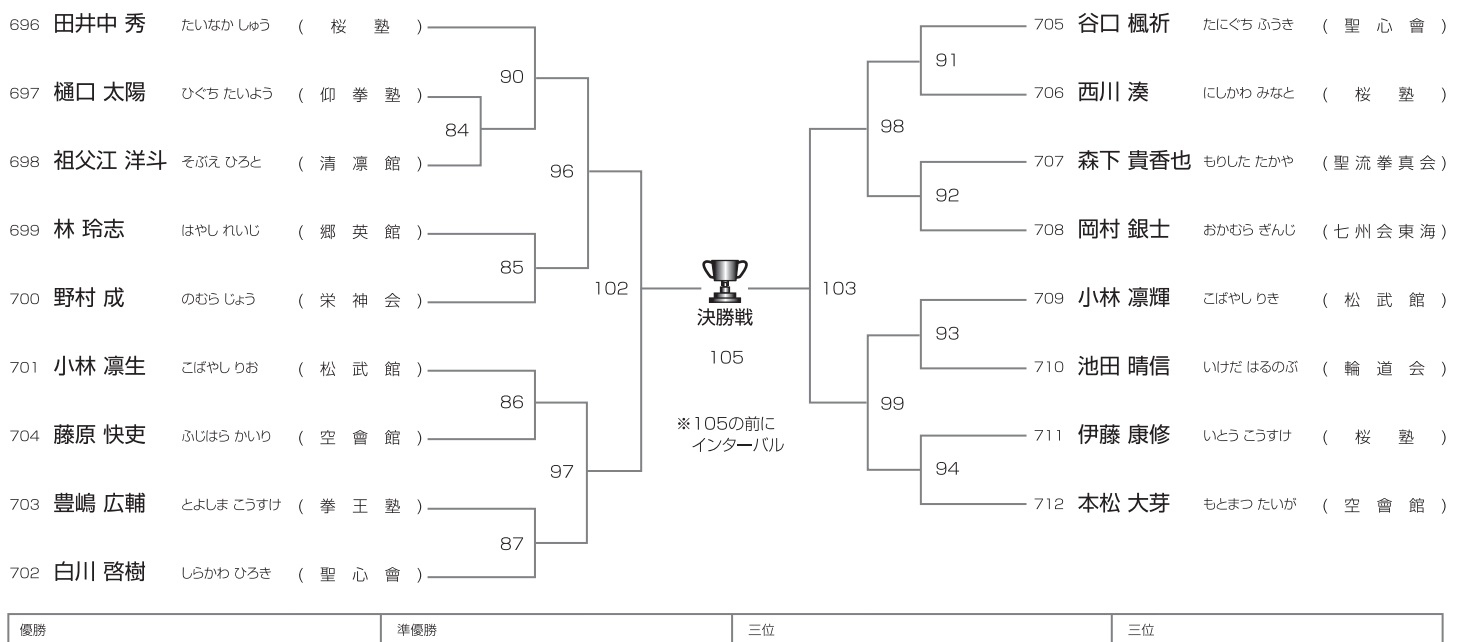 696 田井中 秀 たいなか しゅう ( 桜 塾 )
697 樋口 太陽 ひぐち たいよう ( 仰 拳 塾 )
698 祖父江 洋斗 そぶえ ひろと ( 清 凛 館 )
699 林 玲志 はやし れいじ ( 郷 英 館 )
700 野村 成 のむら じょう ( 栄 神 会 )
701 小林 凛生 こばやし りお ( 松 武 館 )
704 藤原 快吏 ふじはら かいり ( 空 會 館 )
703 豊嶋 広輔 とよしま こうすけ ( 拳 王 塾 )
702 白川 啓樹 しらかわ ひろき ( 聖 心 會 )
90
84
96
85
102
86
97
87
決勝戦
105
※105の前に
インターバル
91
98
92
103
93
99
94
705 谷口 楓祈 たにぐち ふうき ( 聖 心 會 )
706 西川 湊 にしかわ みなと ( 桜 塾 )
707 森下 貴香也 もりした たかや (聖流拳真会)
708 岡村 銀士 おかむら ぎんじ (七州会東海)
709 小林 凛輝 こばやし りき ( 松 武 館 )
710 池田 晴信 いけだ はるのぶ ( 輪 道 会 )
711 伊藤 康修 いとう こうすけ ( 桜 塾 )
712 本松 大芽 もとまつ たいが ( 空 會 館 )
優勝 準優勝 三位 三位